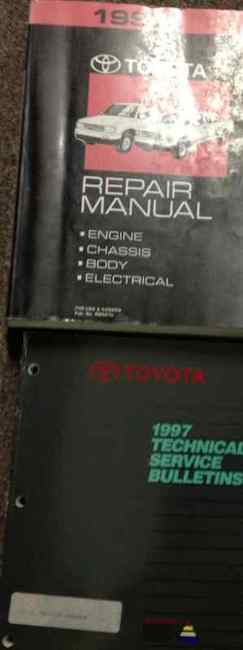 199
TOYOTA
REPAIR
MANUAL
ENGINE
CHASSIS
BODY
ELECTRICAL
TOYOTA
1997
TECHNICAL
SERVICE
BULLETINS